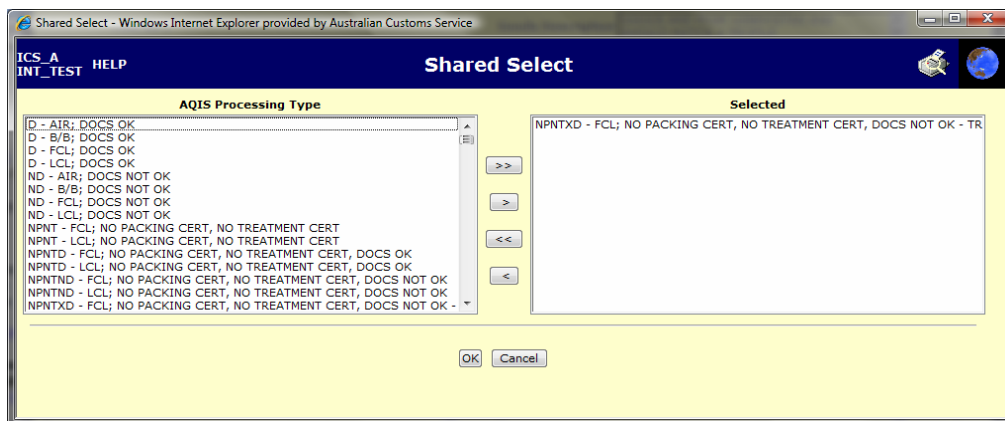 Shared Select - Windows Internet Explorer provided by Australian Customs Service
ICS_A
INT_TEST
HELP
Shared Select
AQIS Processing Type
D - AIR; DOCS OK
D - B/B; DOCS OK
D - FCL; DOCS OK
D - LCL; DOCS OK
ND - AIR; DOCS NOT OK
ND - B/B; DOCS NOT OK
ND - FCL; DOCS NOT OK
ND - LCL; DOCS NOT OK
NPNT - FCL; NO PACKING CERT, NO TREATMENT CERT
NPNT - LCL; NO PACKING CERT, NO TREATMENT CERT
NPNTD - FCL; NO PACKING CERT, NO TREATMENT CERT, DOCS OK
NPNTD - LCL; NO PACKING CERT, NO TREATMENT CERT, DOCS OK
NPNTND - FCL; NO PACKING CERT, NO TREATMENT CERT, DOCS NOT OK
NPNTND - LCL; NO PACKING CERT, NO TREATMENT CERT, DOCS NOT OK
NPNTXD - FCL; NO PACKING CERT, NO TREATMENT CERT, DOCS NOT OK -
>>
>
<<
<
Selected
NPNTXD - FCL; NO PACKING CERT, NO TREATMENT CERT, DOCS NOT OK - TR
OK
Cancel